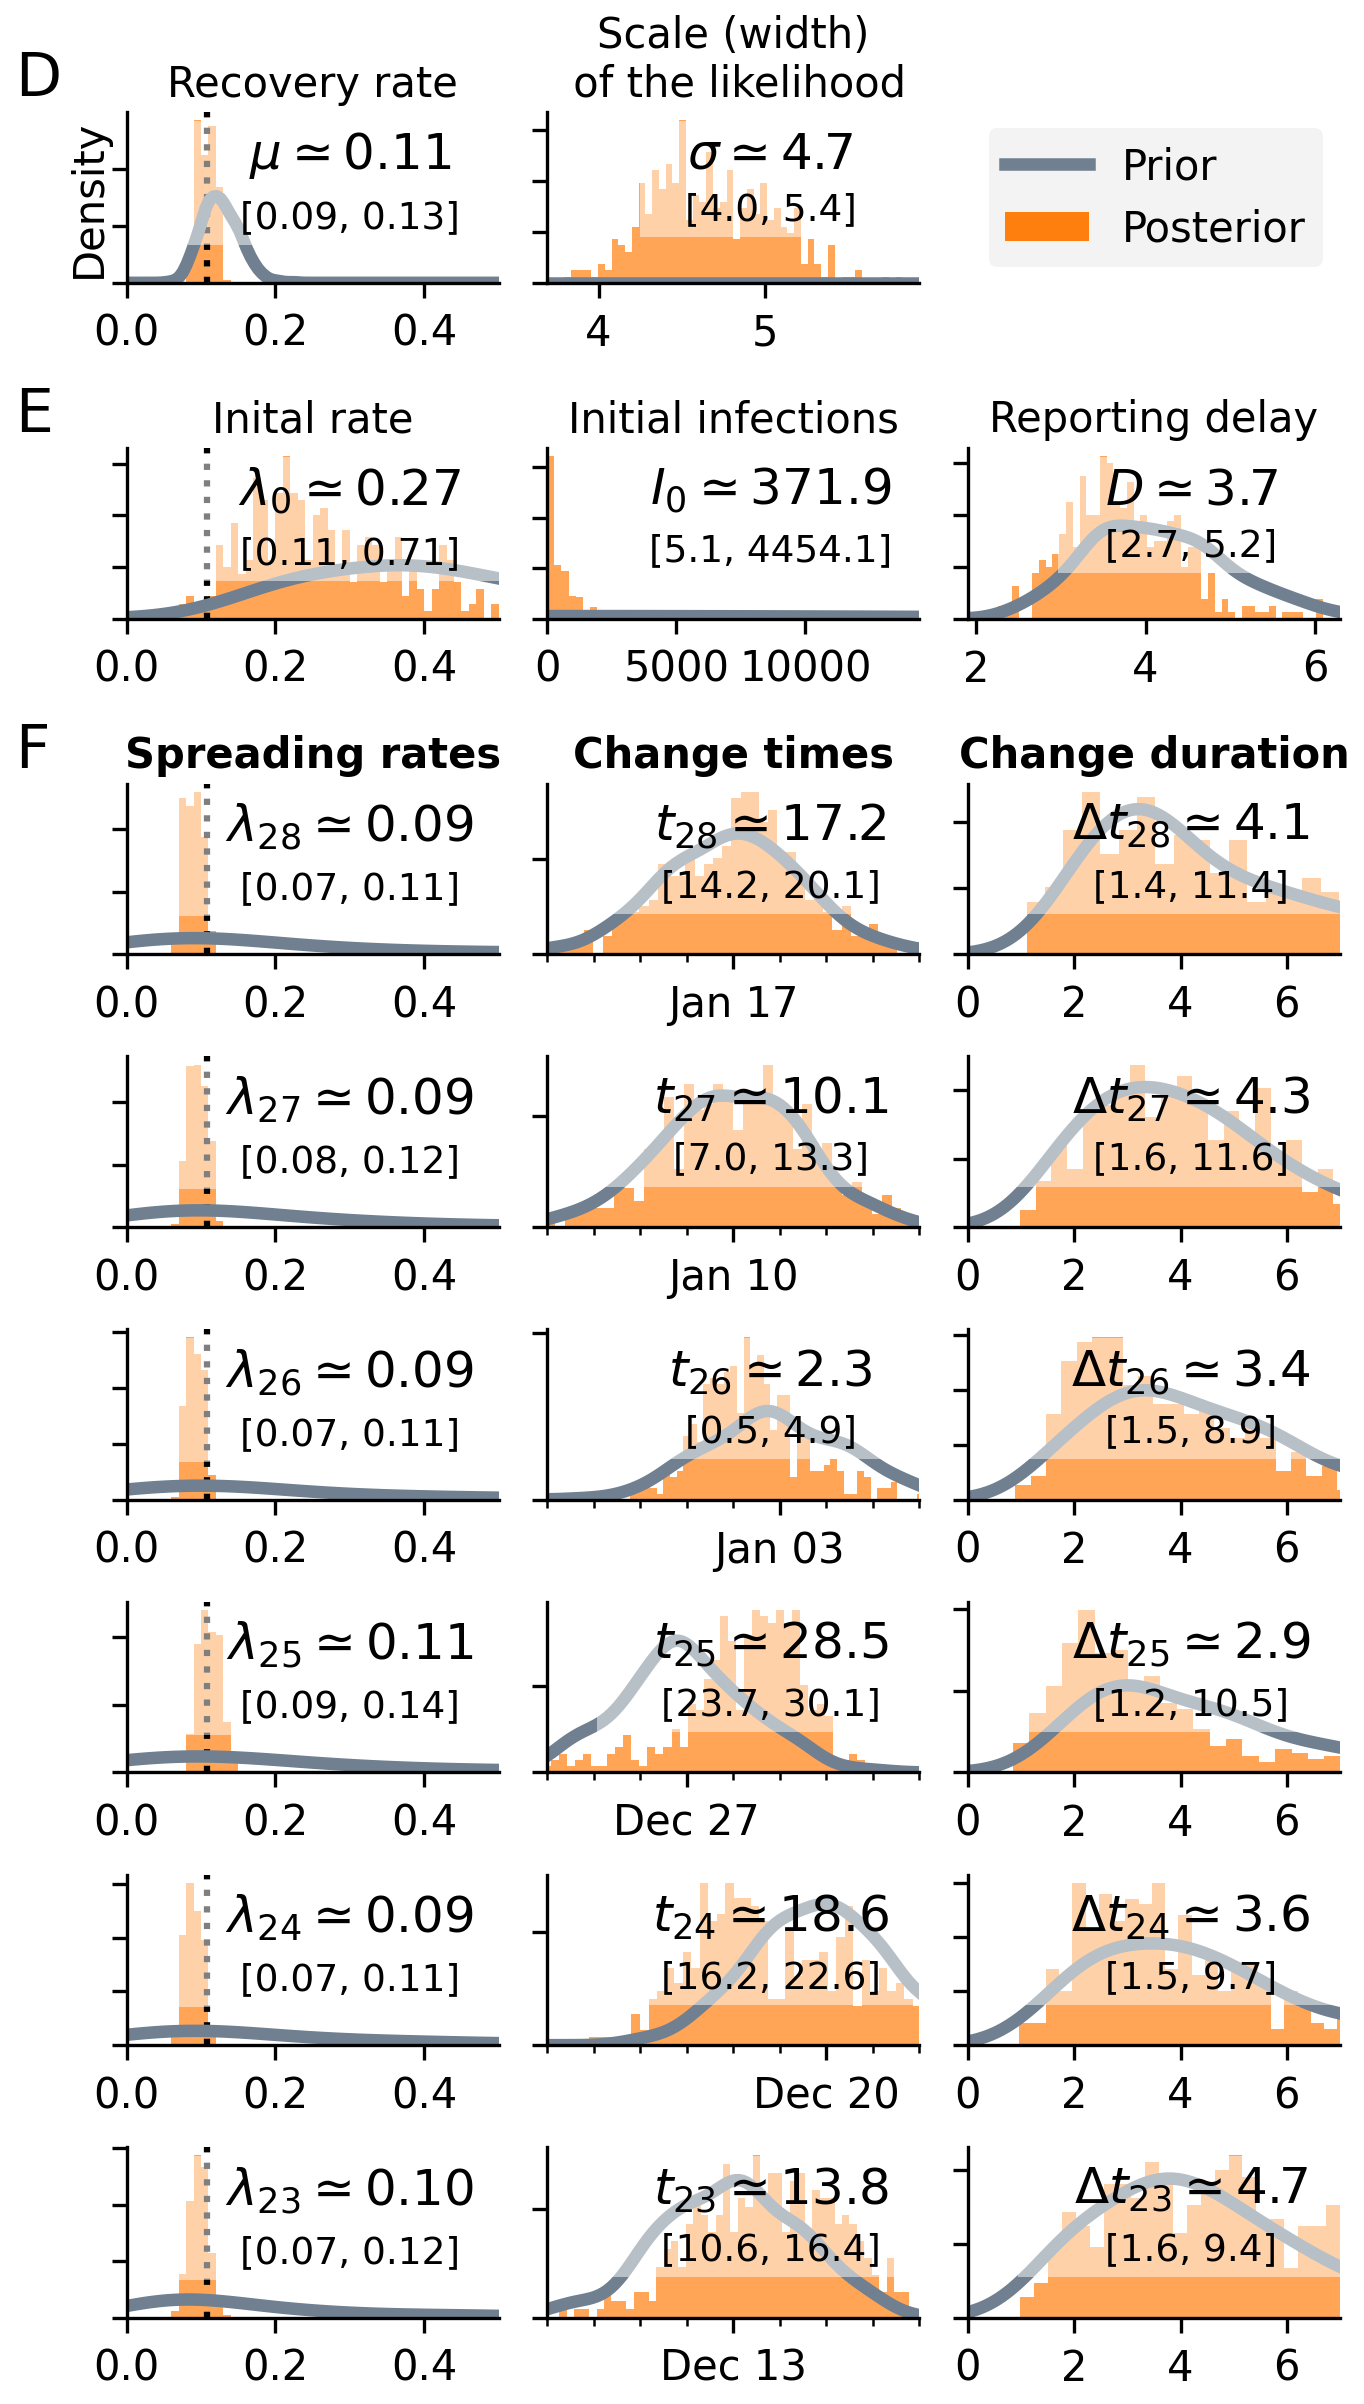 D
Recovery rate
Scale (width)
of the likelihood
Density
μ ≃ 0.11
[0.09, 0.13]
σ ≃ 4.7
[4.0, 5.4]
Prior
Posterior
0.0 0.2 0.4
4 5
E
Inital rate
Initial infections
Reporting delay
λ0 ≃ 0.27
[0.11, 0.71]
I0 ≃ 371.9
[5.1, 4454.1]
D ≃ 3.7
[2.7, 5.2]
0.0 0.2 0.4
0 5000 10000
2 4 6
F
Spreading rates
Change times
Change duration
λ28 ≃ 0.09
[0.07, 0.11]
t28 ≃ 17.2
[14.2, 20.1]
Δt28 ≃ 4.1
[1.4, 11.4]
0.0 0.2 0.4
Jan 17
0 2 4 6
λ27 ≃ 0.09
[0.08, 0.12]
t27 ≃ 10.1
[7.0, 13.3]
Δt27 ≃ 4.3
[1.6, 11.6]
0.0 0.2 0.4
Jan 10
0 2 4 6
λ26 ≃ 0.09
[0.07, 0.11]
t26 ≃ 2.3
[0.5, 4.9]
Δt26 ≃ 3.4
[1.5, 8.9]
0.0 0.2 0.4
Jan 03
0 2 4 6
λ25 ≃ 0.11
[0.09, 0.14]
t25 ≃ 28.5
[23.7, 30.1]
Δt25 ≃ 2.9
[1.2, 10.5]
0.0 0.2 0.4
Dec 27
0 2 4 6
λ24 ≃ 0.09
[0.07, 0.11]
t24 ≃ 18.6
[16.2, 22.6]
Δt24 ≃ 3.6
[1.5, 9.7]
0.0 0.2 0.4
Dec 20
0 2 4 6
λ23 ≃ 0.10
[0.07, 0.12]
t23 ≃ 13.8
[10.6, 16.4]
Δt23 ≃ 4.7
[1.6, 9.4]
0.0 0.2 0.4
Dec 13
0 2 4 6